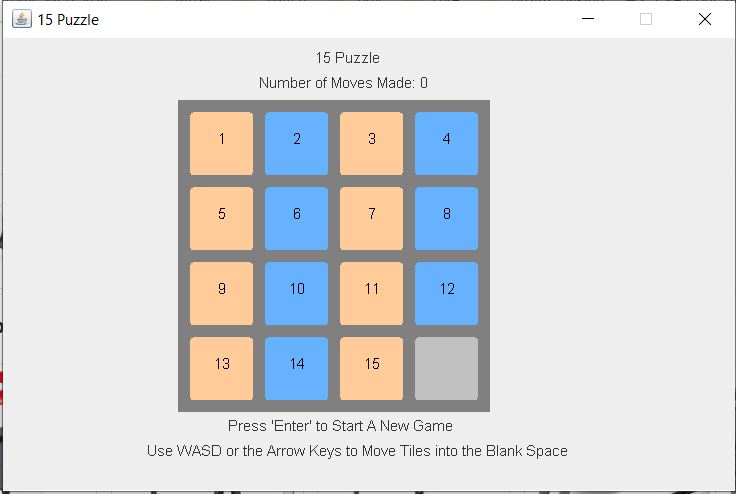 15 Puzzle
15 Puzzle
Number of Moves Made: 0
1 2 3 4
5 6 7 8
9 10 11 12
13 14 15
Press 'Enter' to Start A New Game
Use WASD or the Arrow Keys to Move Tiles into the Blank Space